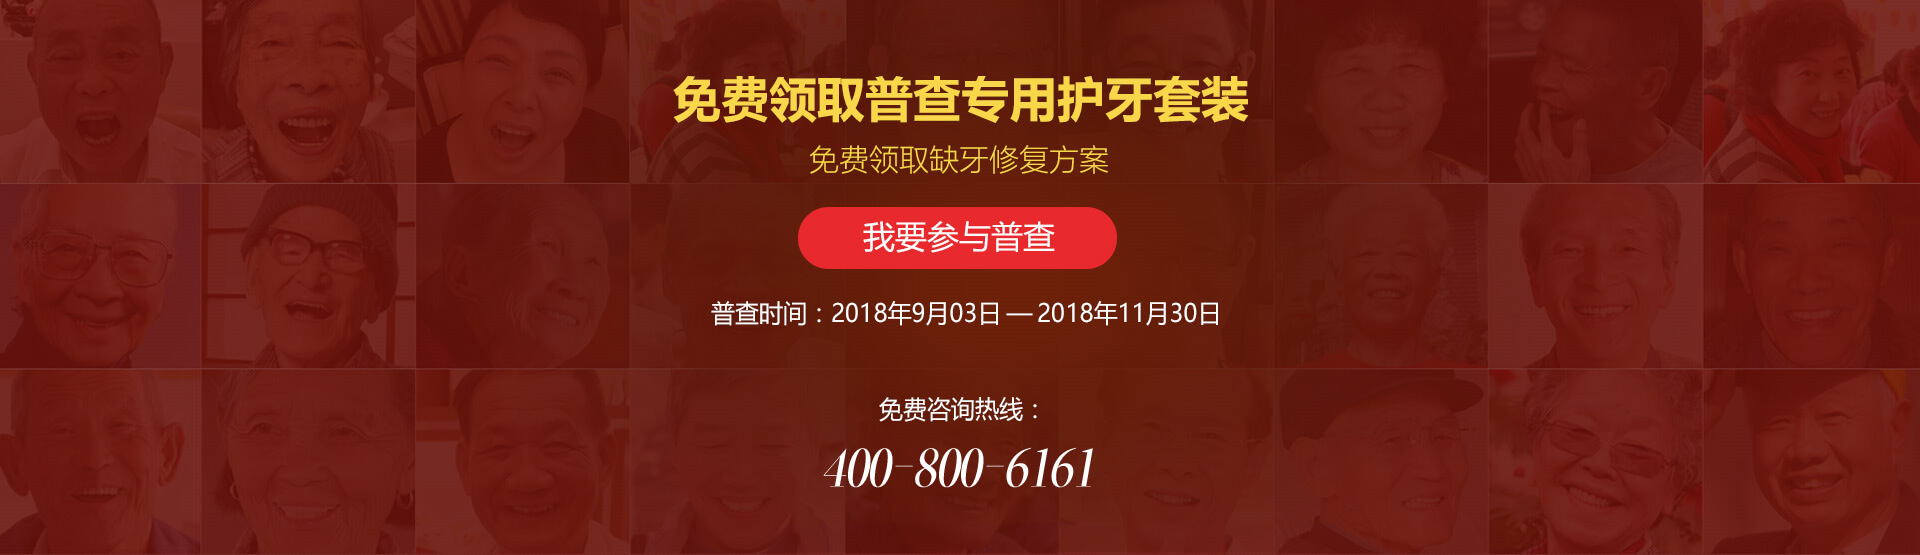 免费领取普查专用护牙套装
免费领取缺牙修复方案
我要参与普查
普查时间：2018年9月03日 — 2018年11月30日
免费咨询热线：
400-800-6161